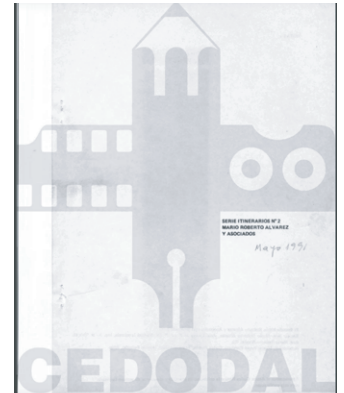 SERIE ITINERARIOS Nº 2
MARIO ROBERTO ALVAREZ
Y ASOCIADOS
Mayo 1991
CEDODAL